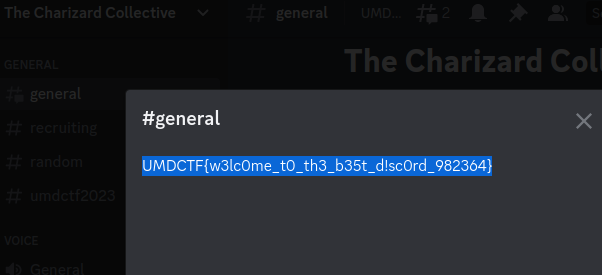 The Charizard Collective
# general
UMD...
2
GENERAL
general
recruiting
random
umdctf2023
VOICE
General
The Charizard Coll
#general
UMDCTF{w3lc0me_t0_th3_b35t_d!sc0rd_982364}